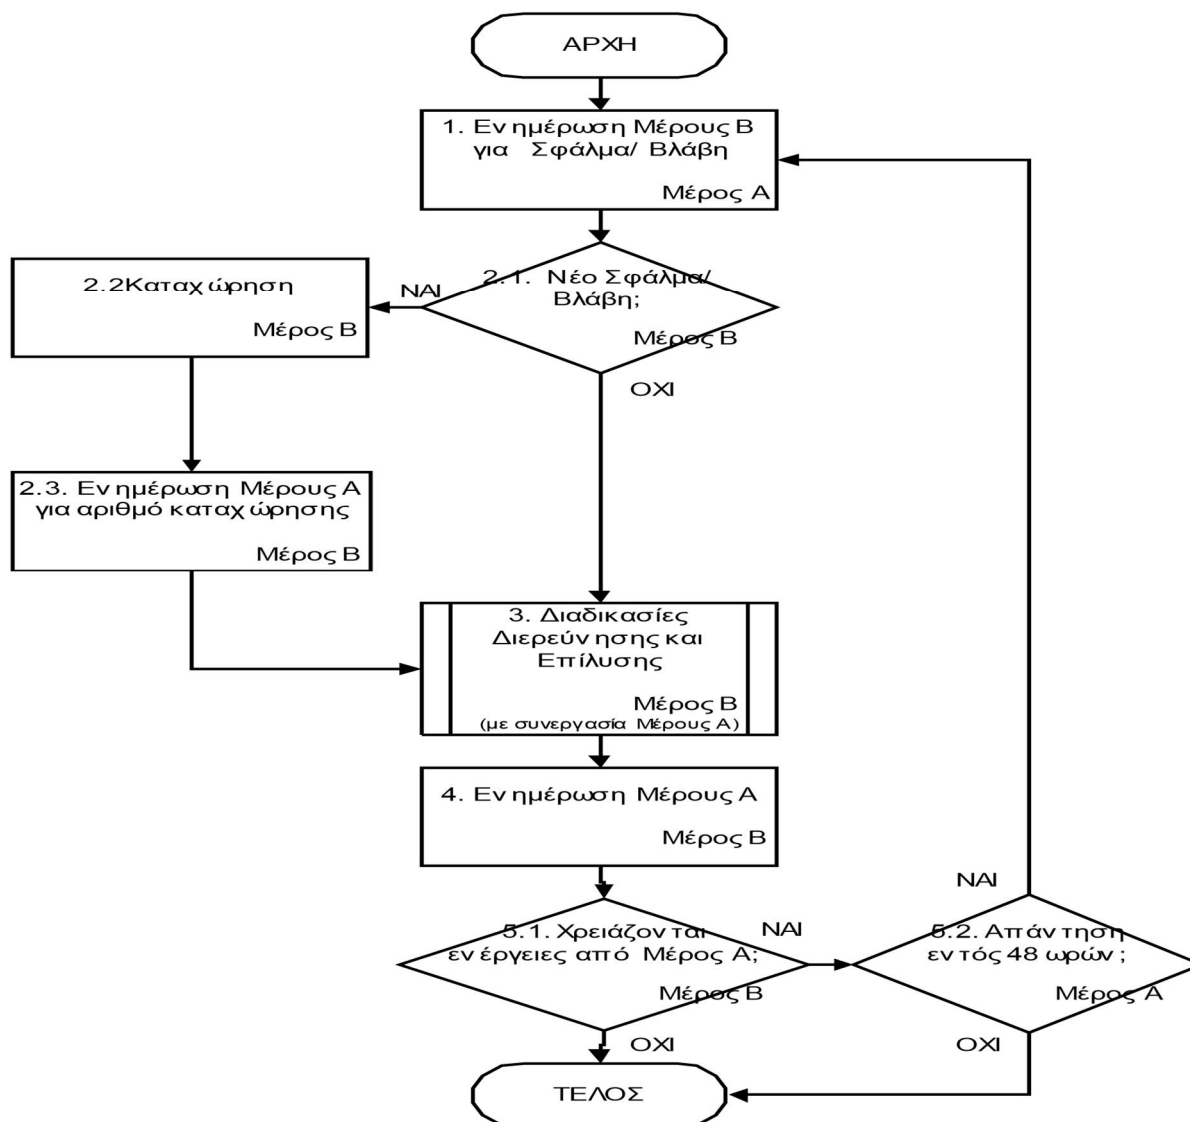 ΑΡΧΗ
1. Ενημέρωση Μέρους Β
για Σφάλμα/ Βλάβη
Μέρος Α
2.1. Νέο Σφάλμα/
Βλάβη;
Μέρος Β
ΝΑΙ
ΟΧΙ
2.2Καταχώρηση
Μέρος Β
2.3. Ενημέρωση Μέρους Α
για αριθμό καταχώρησης
Μέρος Β
3. Διαδικασίες
Διερεύνησης και
Επίλυσης
Μέρος Β
(με συνεργασία Μέρους Α)
4. Ενημέρωση Μέρους Α
Μέρος Β
5.1. Χρειάζονται
ενέργειες από Μέρος Α;
Μέρος Β
ΝΑΙ
ΟΧΙ
5.2. Απάντηση
εντός 48 ωρών;
Μέρος Α
ΝΑΙ
ΟΧΙ
ΤΕΛΟΣ